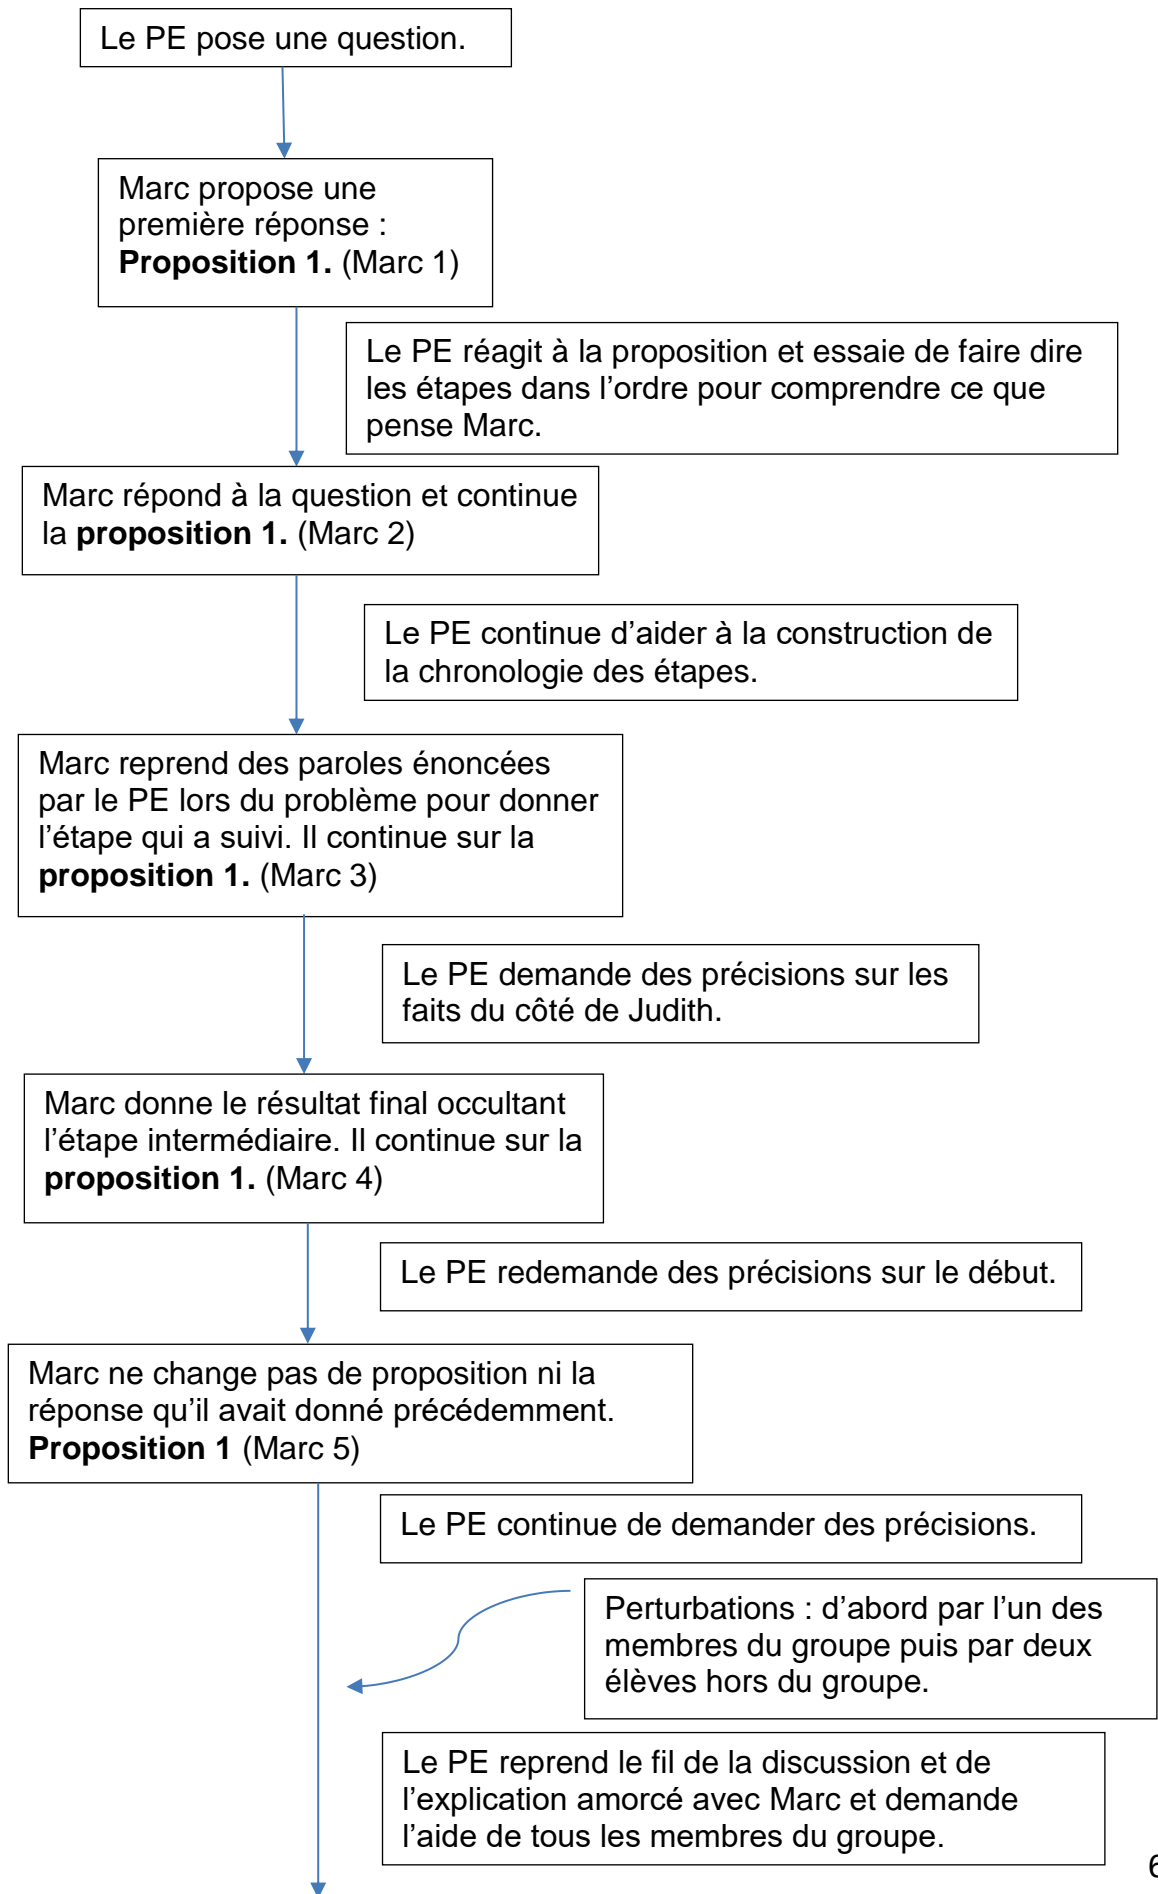 Le PE pose une question.
Marc propose une
première réponse :
Proposition 1. (Marc 1)
Le PE réagit à la proposition et essaie de faire dire
les étapes dans l’ordre pour comprendre ce que
pense Marc.
Marc répond à la question et continue
la proposition 1. (Marc 2)
Le PE continue d’aider à la construction de
la chronologie des étapes.
Marc reprend des paroles énoncées
par le PE lors du problème pour donner
l’étape qui a suivi. Il continue sur la
proposition 1. (Marc 3)
Le PE demande des précisions sur les
faits du côté de Judith.
Marc donne le résultat final occultant
l’étape intermédiaire. Il continue sur la
proposition 1. (Marc 4)
Le PE redemande des précisions sur le début.
Marc ne change pas de proposition ni la
réponse qu’il avait donné précédemment.
Proposition 1 (Marc 5)
Le PE continue de demander des précisions.
Perturbations : d’abord par l’un des
membres du groupe puis par deux
élèves hors du groupe.
Le PE reprend le fil de la discussion et de
l’explication amorcé avec Marc et demande
l’aide de tous les membres du groupe.